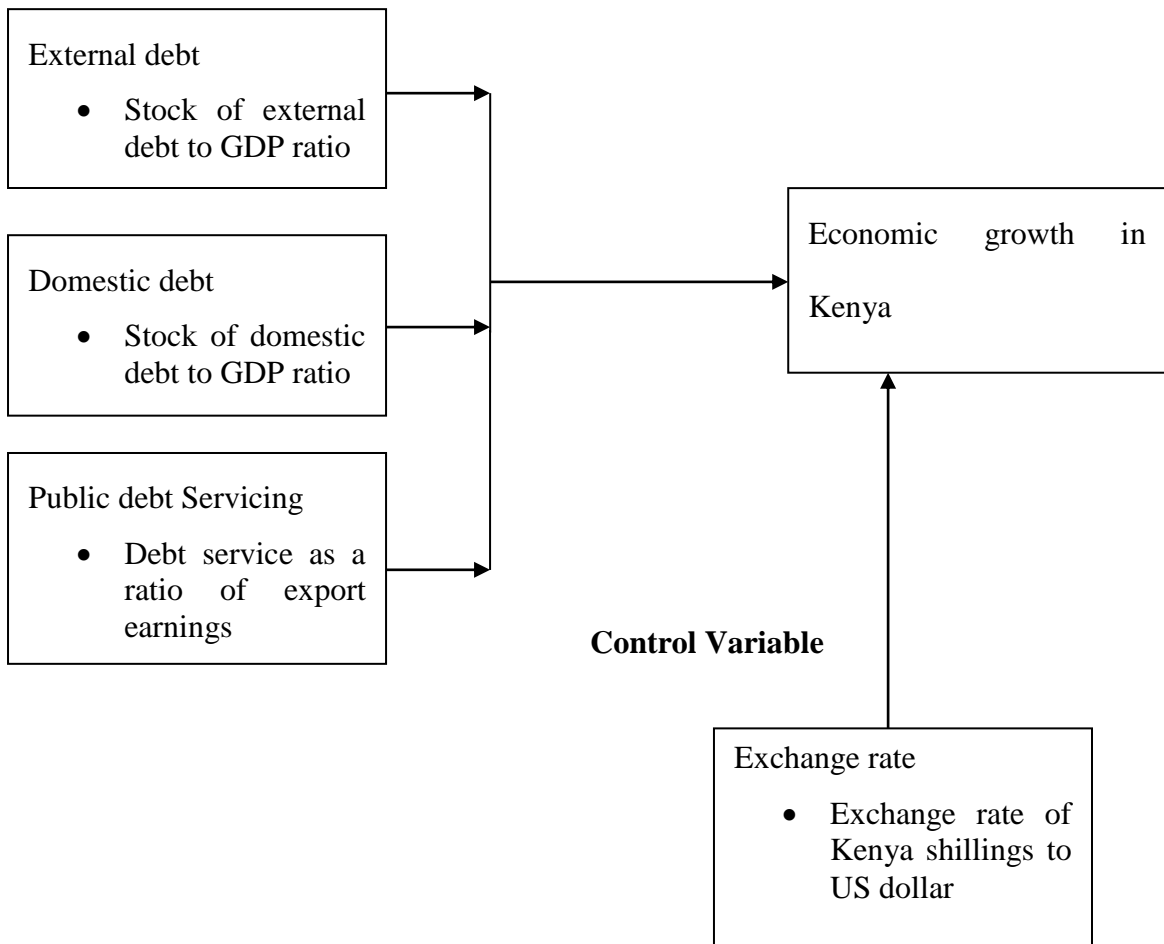 External debt
• Stock of external
debt to GDP ratio
Domestic debt
• Stock of domestic
debt to GDP ratio
Public debt Servicing
• Debt service as a
ratio of export
earnings
Economic growth in
Kenya
Control Variable
Exchange rate
• Exchange rate of
Kenya shillings to
US dollar